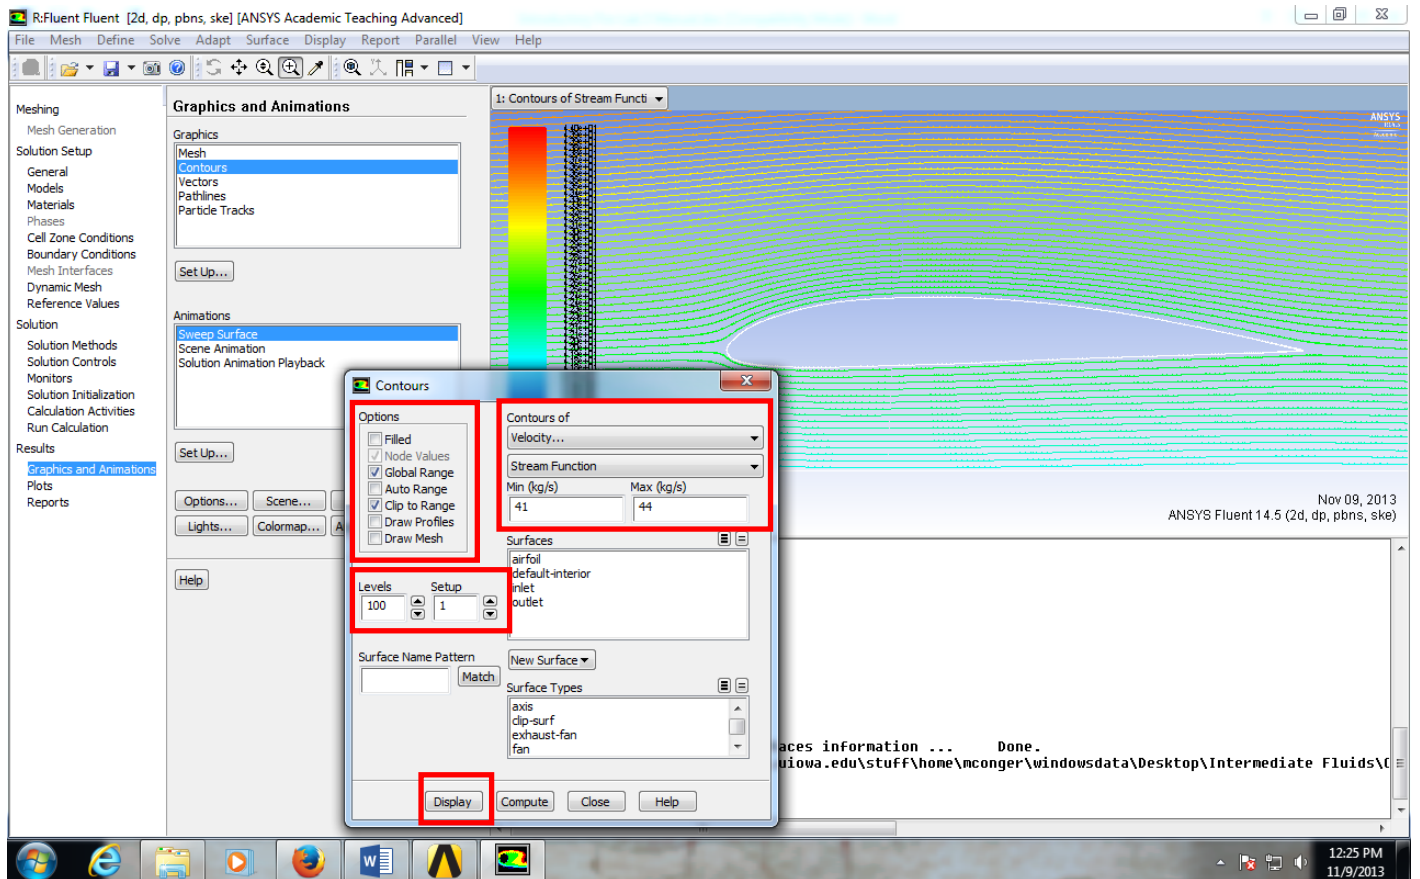 R:Fluent Fluent [2d, dp, pbns, ske] [ANSYS Academic Teaching Advanced]
File Mesh Define Solve Adapt Surface Display Report Parallel View Help
Meshing
Mesh Generation
Solution Setup
General
Models
Materials
Phases
Cell Zone Conditions
Boundary Conditions
Mesh Interfaces
Dynamic Mesh
Reference Values
Solution
Solution Methods
Solution Controls
Monitors
Solution Initialization
Calculation Activities
Run Calculation
Results
Graphics and Animations
Plots
Reports
Graphics and Animations
Graphics
Mesh
Contours
Vectors
Pathlines
Particle Tracks
Set Up...
Animations
Sweep Surface
Scene Animation
Solution Animation Playback
Set Up...
Options... Scene...
Lights... Colormap... A
Help
1: Contours of Stream Functi
ANSYS
Nov 09, 2013
ANSYS Fluent 14.5 (2d, dp, pbns, ske)
Contours
Options
Filled
Node Values
Global Range
Auto Range
Clip to Range
Draw Profiles
Draw Mesh
Levels Setup
100 1
Surface Name Pattern
Match
Contours of
Velocity...
Stream Function
Min (kg/s) Max (kg/s)
41 44
Surfaces
airfoil
default-interior
inlet
outlet
New Surface
Surface Types
axis
clip-surf
exhaust-fan
fan
Display Compute Close Help
aces information ... Done.
uiowa.edu\stuff\home\mconger\windowsdata\Desktop\Intermediate Fluids\
12:25 PM
11/9/2013